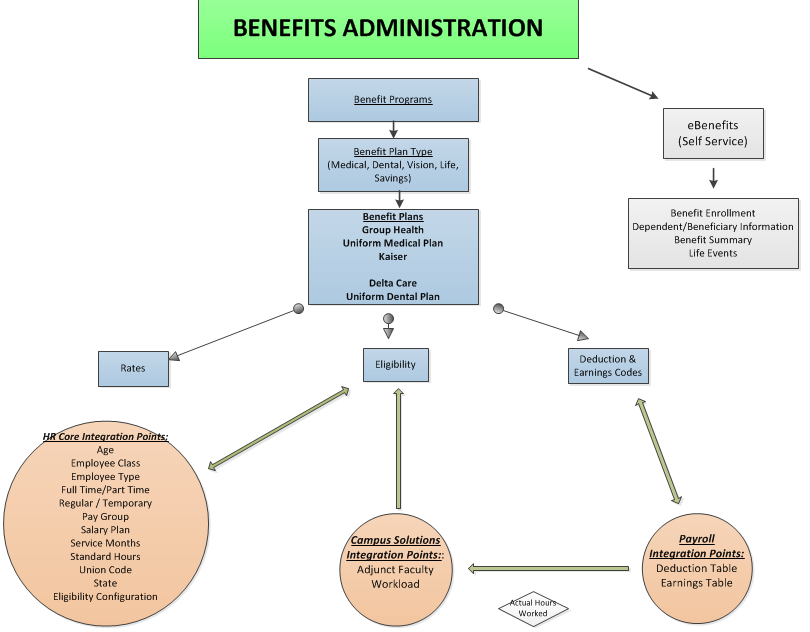 BENEFITS ADMINISTRATION
Benefit Programs
eBenefits
(Self Service)
Benefit Plan Type
(Medical, Dental, Vision, Life,
Savings)
Benefit Plans
Group Health
Uniform Medical Plan
Kaiser
Delta Care
Uniform Dental Plan
Benefit Enrollment
Dependent/Beneficiary Information
Benefit Summary
Life Events
Rates
Eligibility
Deduction &
Earnings Codes
HR Core Integration Points:
Age
Employee Class
Employee Type
Full Time/Part Time
Regular / Temporary
Pay Group
Salary Plan
Service Months
Standard Hours
Union Code
State
Eligibility Configuration
Campus Solutions
Integration Points::
Adjunct Faculty
Workload
Payroll
Integration Points:
Deduction Table
Earnings Table
Actual Hours
Worked